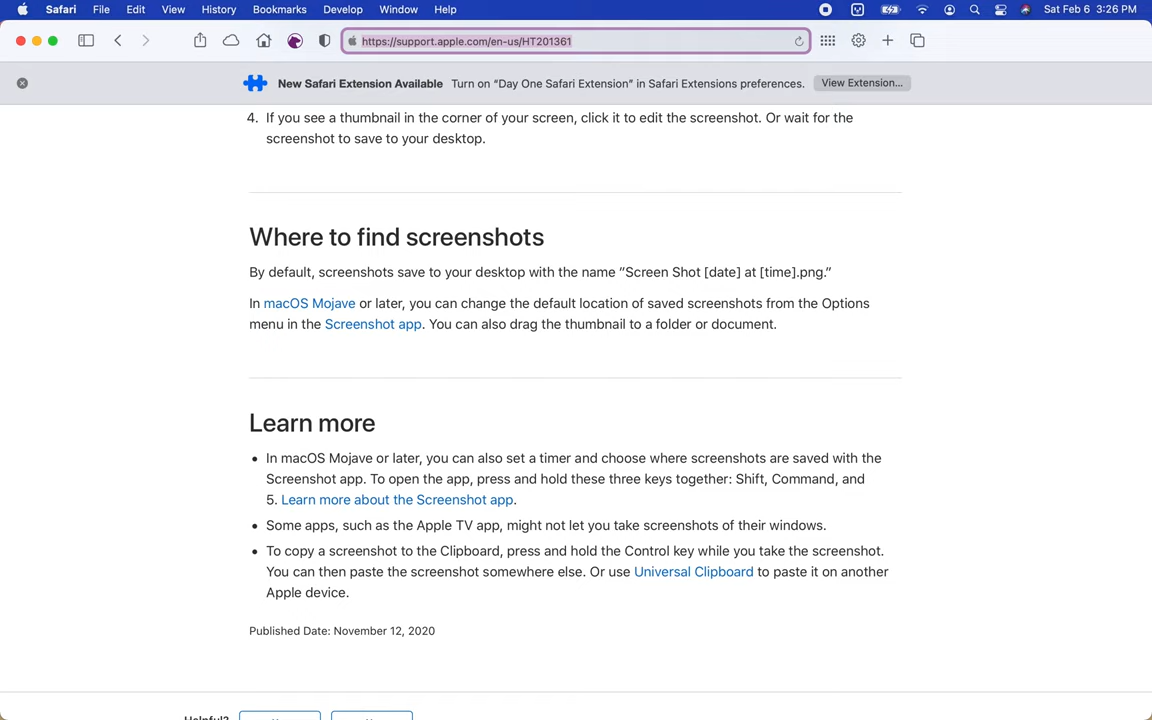 Safari File Edit View History Bookmarks Develop Window Help Sat Feb 6 3:26 PM
https://support.apple.com/en-us/HT201361
New Safari Extension Available Turn on “Day One Safari Extension” in Safari Extensions preferences. View Extension...
4. If you see a thumbnail in the corner of your screen, click it to edit the screenshot. Or wait for the
screenshot to save to your desktop.
Where to find screenshots
By default, screenshots save to your desktop with the name ”Screen Shot [date] at [time].png.”
In macOS Mojave or later, you can change the default location of saved screenshots from the Options
menu in the Screenshot app. You can also drag the thumbnail to a folder or document.
Learn more
• In macOS Mojave or later, you can also set a timer and choose where screenshots are saved with the
Screenshot app. To open the app, press and hold these three keys together: Shift, Command, and
5. Learn more about the Screenshot app.
• Some apps, such as the Apple TV app, might not let you take screenshots of their windows.
• To copy a screenshot to the Clipboard, press and hold the Control key while you take the screenshot.
You can then paste the screenshot somewhere else. Or use Universal Clipboard to paste it on another
Apple device.
Published Date: November 12, 2020
Helpful?